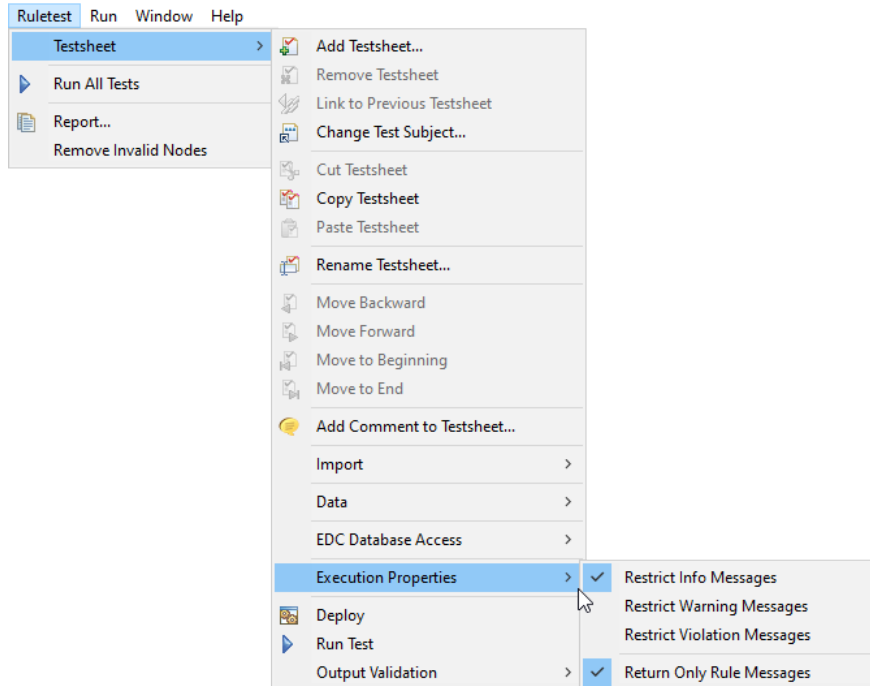 Ruletest Run Window Help
Testsheet
Run All Tests
Report...
Remove Invalid Nodes
Add Testsheet...
Remove Testsheet
Link to Previous Testsheet
Change Test Subject...
Cut Testsheet
Copy Testsheet
Paste Testsheet
Rename Testsheet...
Move Backward
Move Forward
Move to Beginning
Move to End
Add Comment to Testsheet...
Import
Data
EDC Database Access
Execution Properties
Deploy
Run Test
Output Validation
Restrict Info Messages
Restrict Warning Messages
Restrict Violation Messages
Return Only Rule Messages